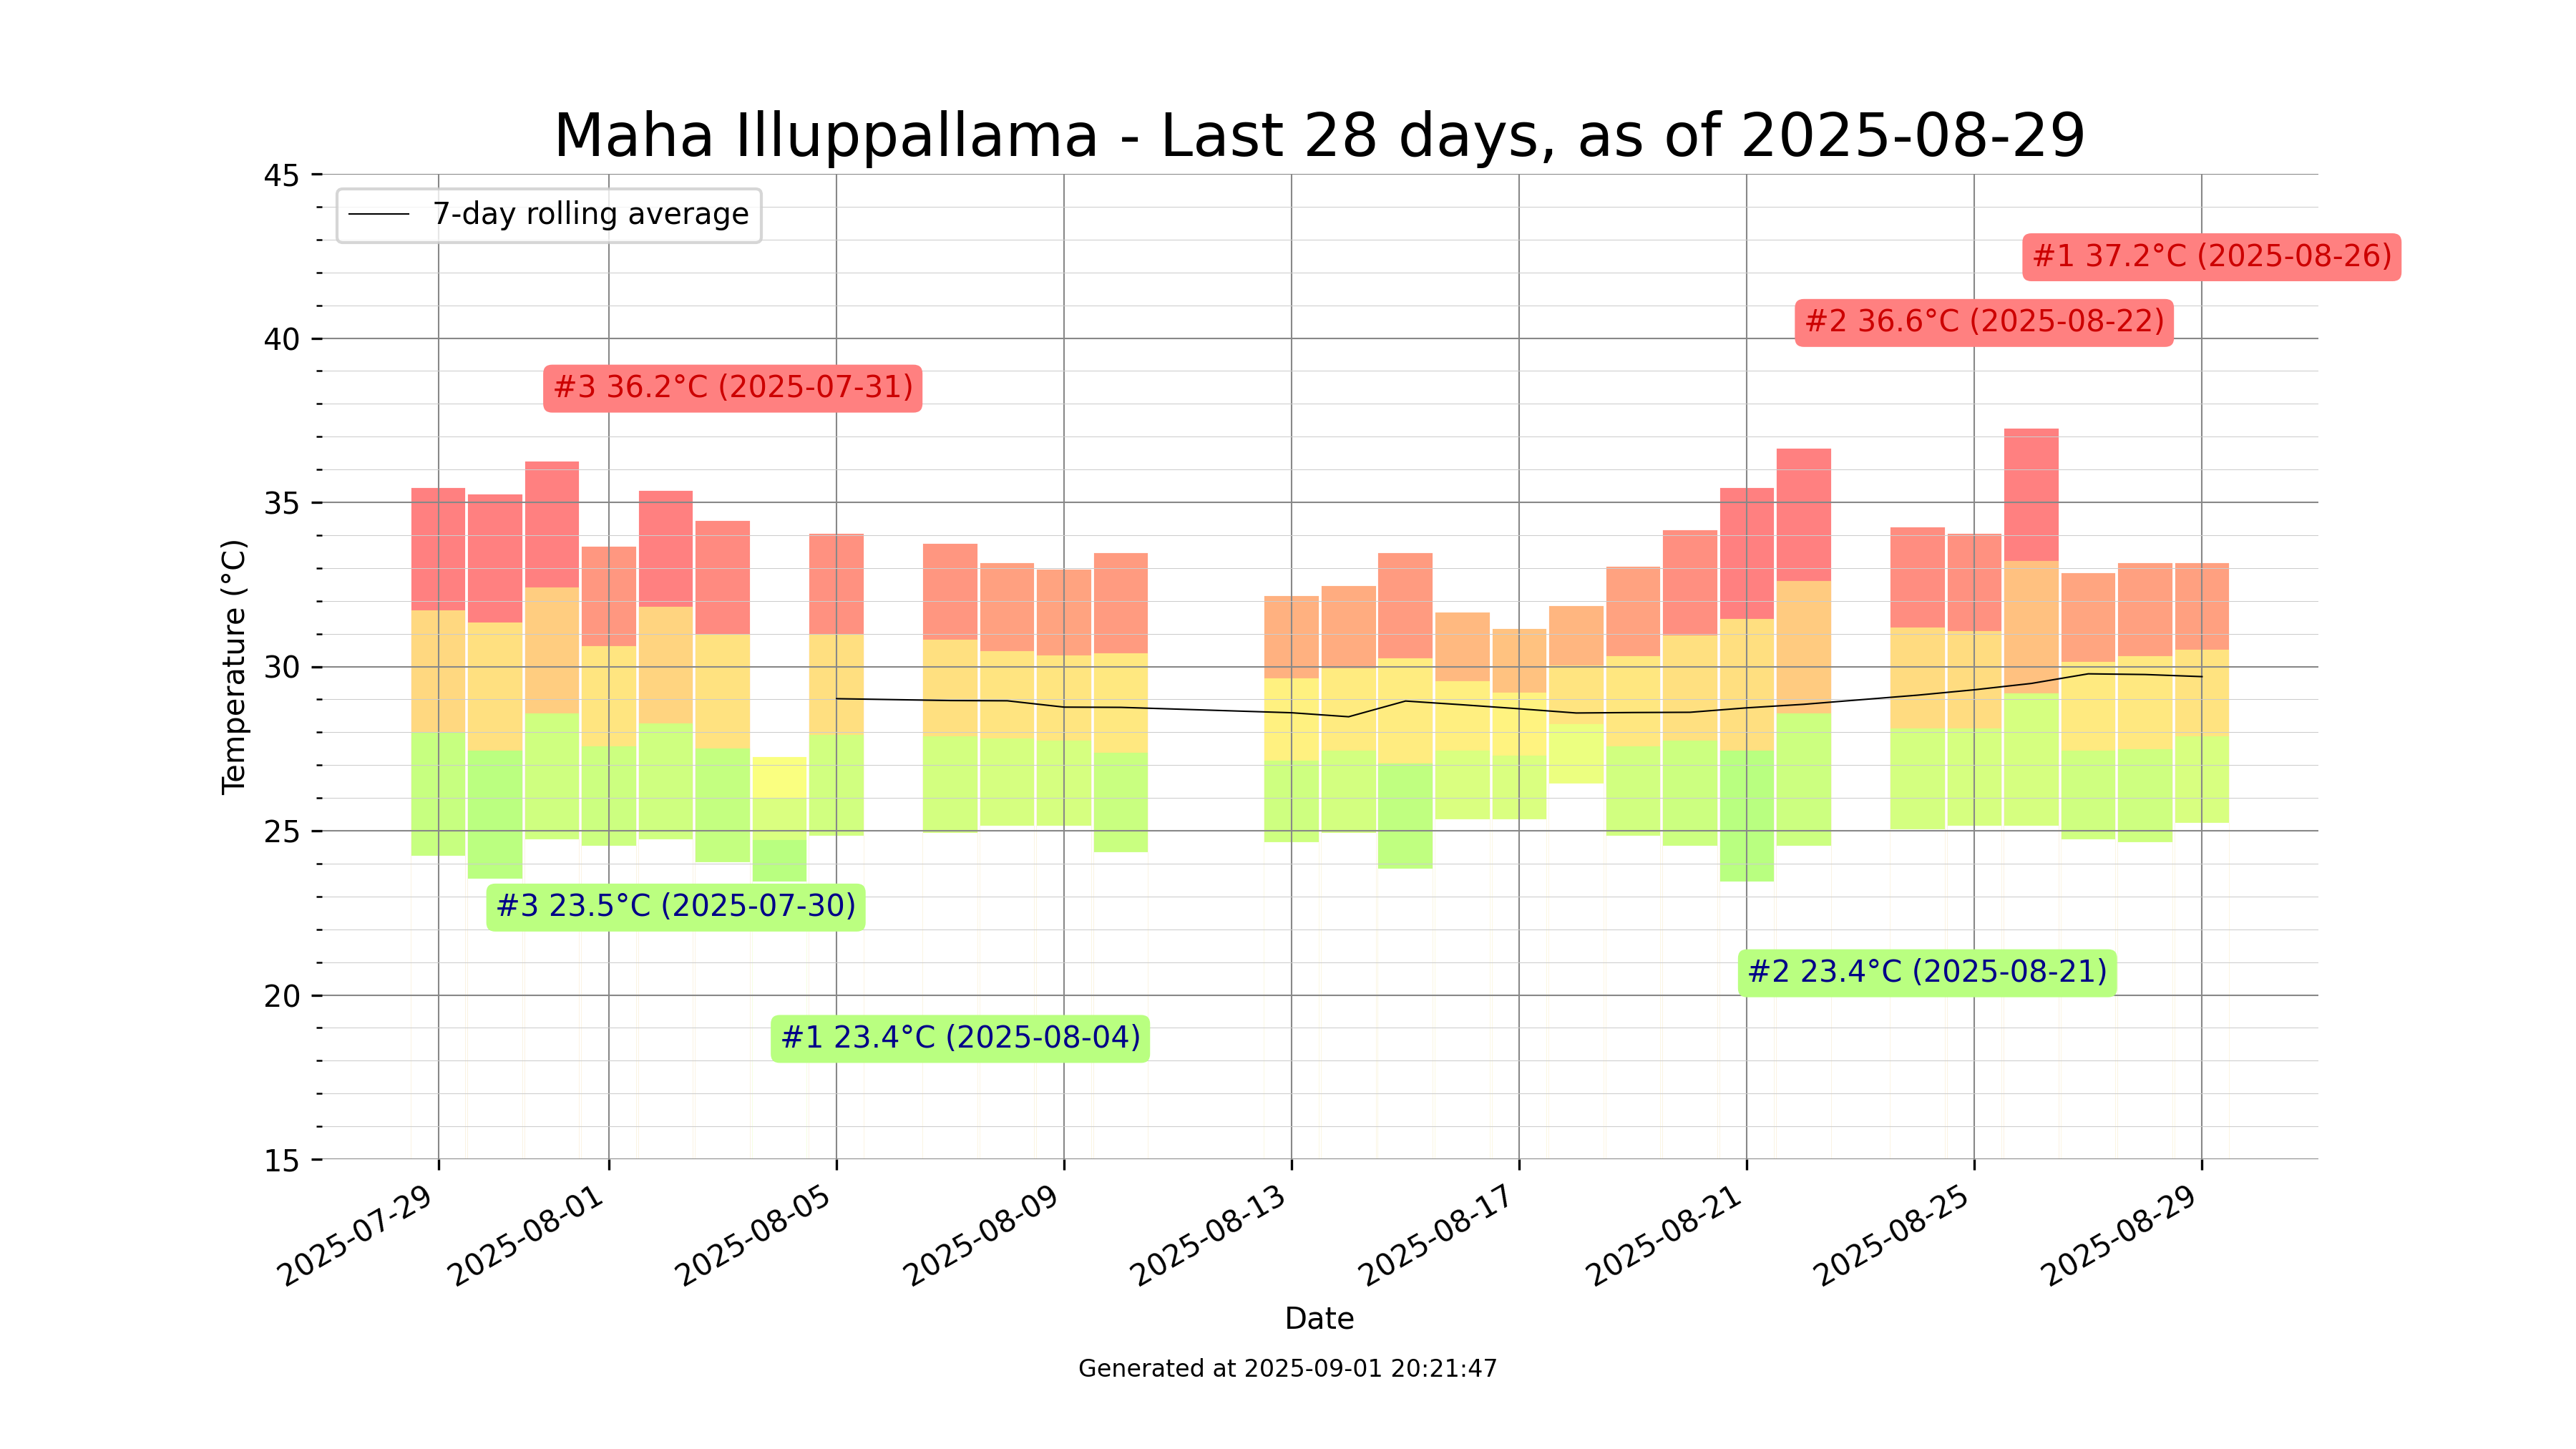 Maha Illuppallama - Last 28 days, as of 2025-08-29
45
7-day rolling average
#1 37.2°C (2025-08-26)
#2 36.6°C (2025-08-22)
40
#3 36.2°C (2025-07-31)
35
30
Temperature (°C)
25
#3 23.5°C (2025-07-30)
#2 23.4°C (2025-08-21)
20
#1 23.4°C (2025-08-04)
15
2025-07-29
2025-08-01
2025-08-05
2025-08-09
2025-08-13
2025-08-17
2025-08-21
2025-08-25
2025-08-29
Date
Generated at 2025-09-01 20:21:47